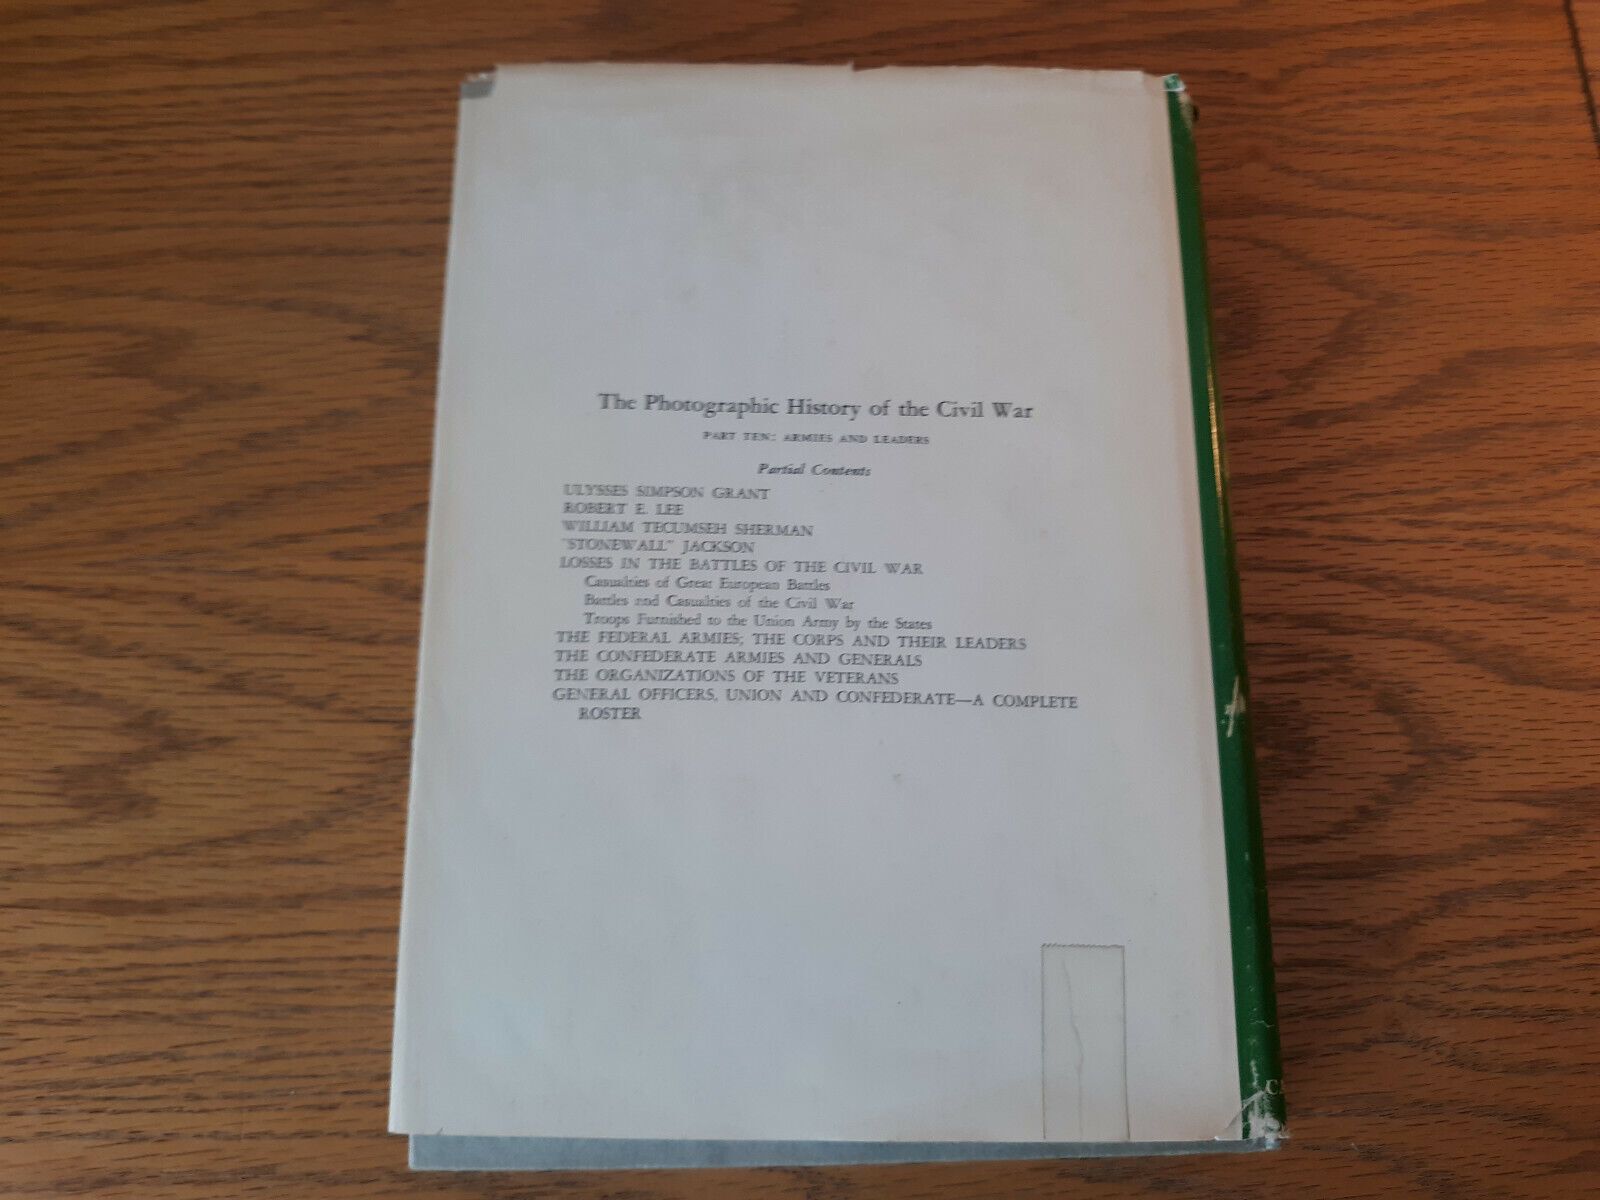 The Photographic History of the Civil War
PART TEN: ARMIES AND LEADERS
Partial Contents
ULYSSES SIMPSON GRANT
ROBERT E. LEE
WILLIAM TECUMSEH SHERMAN
"STONEWALL" JACKSON
LOSSES IN THE BATTLES OF THE CIVIL WAR
Casualties of Great European Battles
Battles and Casualties of the Civil War
Troops Furnished to the Union Army by the States
THE FEDERAL ARMIES; THE CORPS AND THEIR LEADERS
THE CONFEDERATE ARMIES AND GENERALS
THE ORGANIZATIONS OF THE VETERANS
GENERAL OFFICERS, UNION AND CONFEDERATE—A COMPLETE
ROSTER